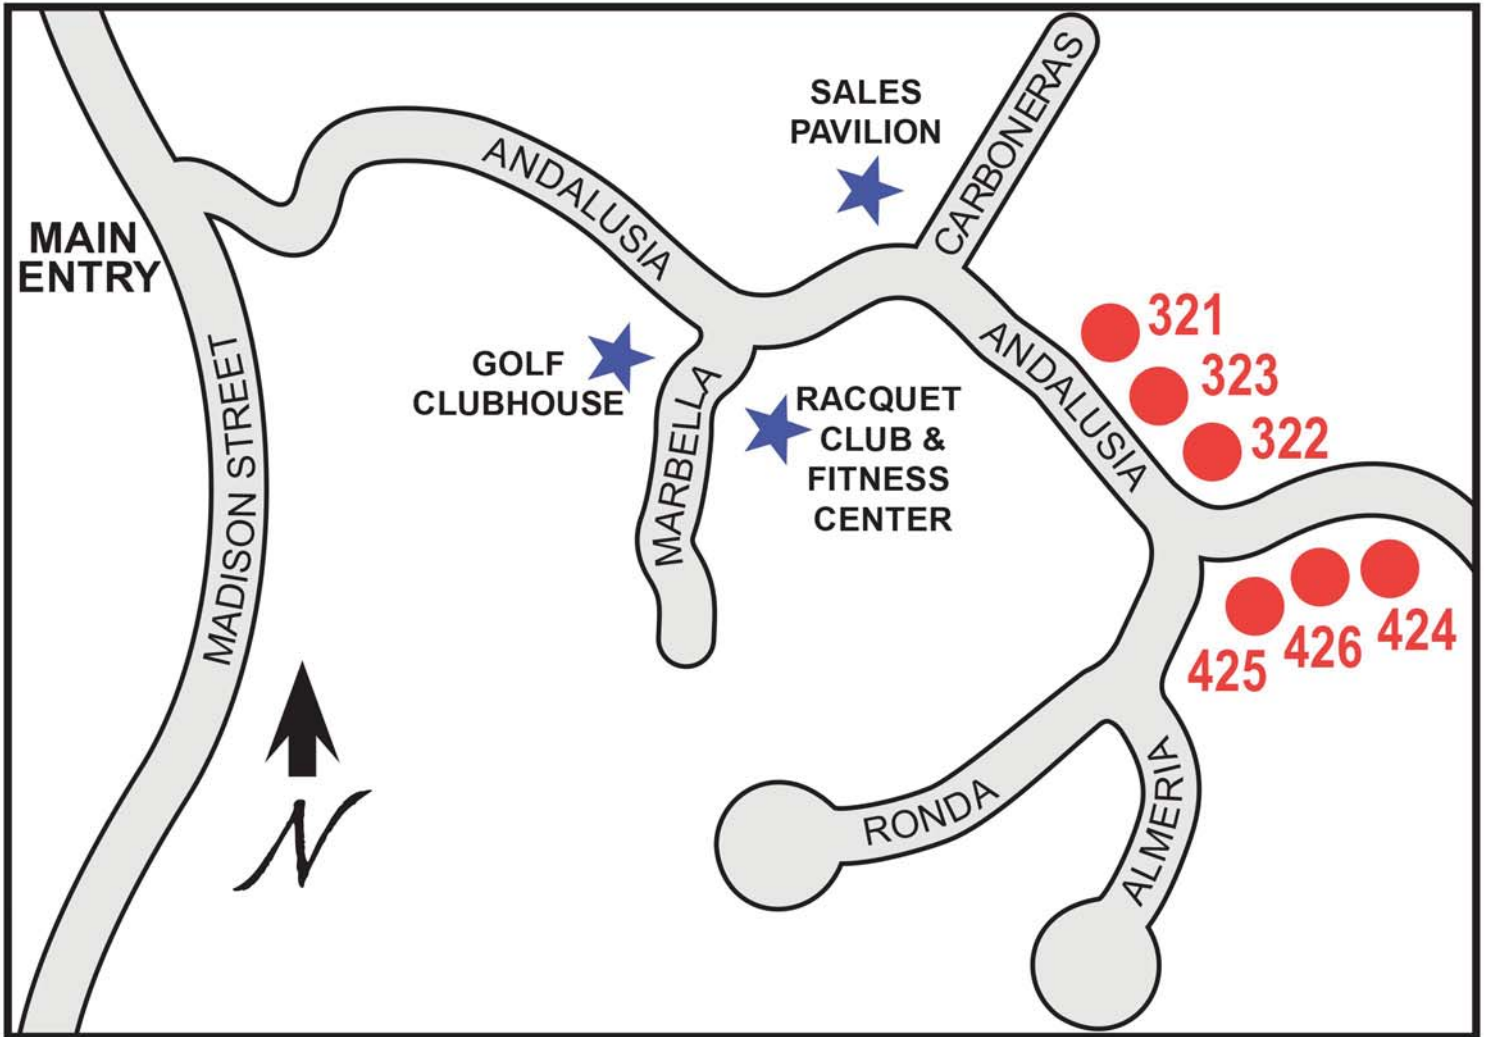 SALES
PAVILION
CARBONERAS
ANDALUSIA
MAIN
ENTRY
MADISON STREET
GOLF
CLUBHOUSE
MARBELLA
RACQUET
CLUB &
FITNESS
CENTER
ANDALUSIA
321
323
322
425
426
424
RONDA
ALMERIA
N